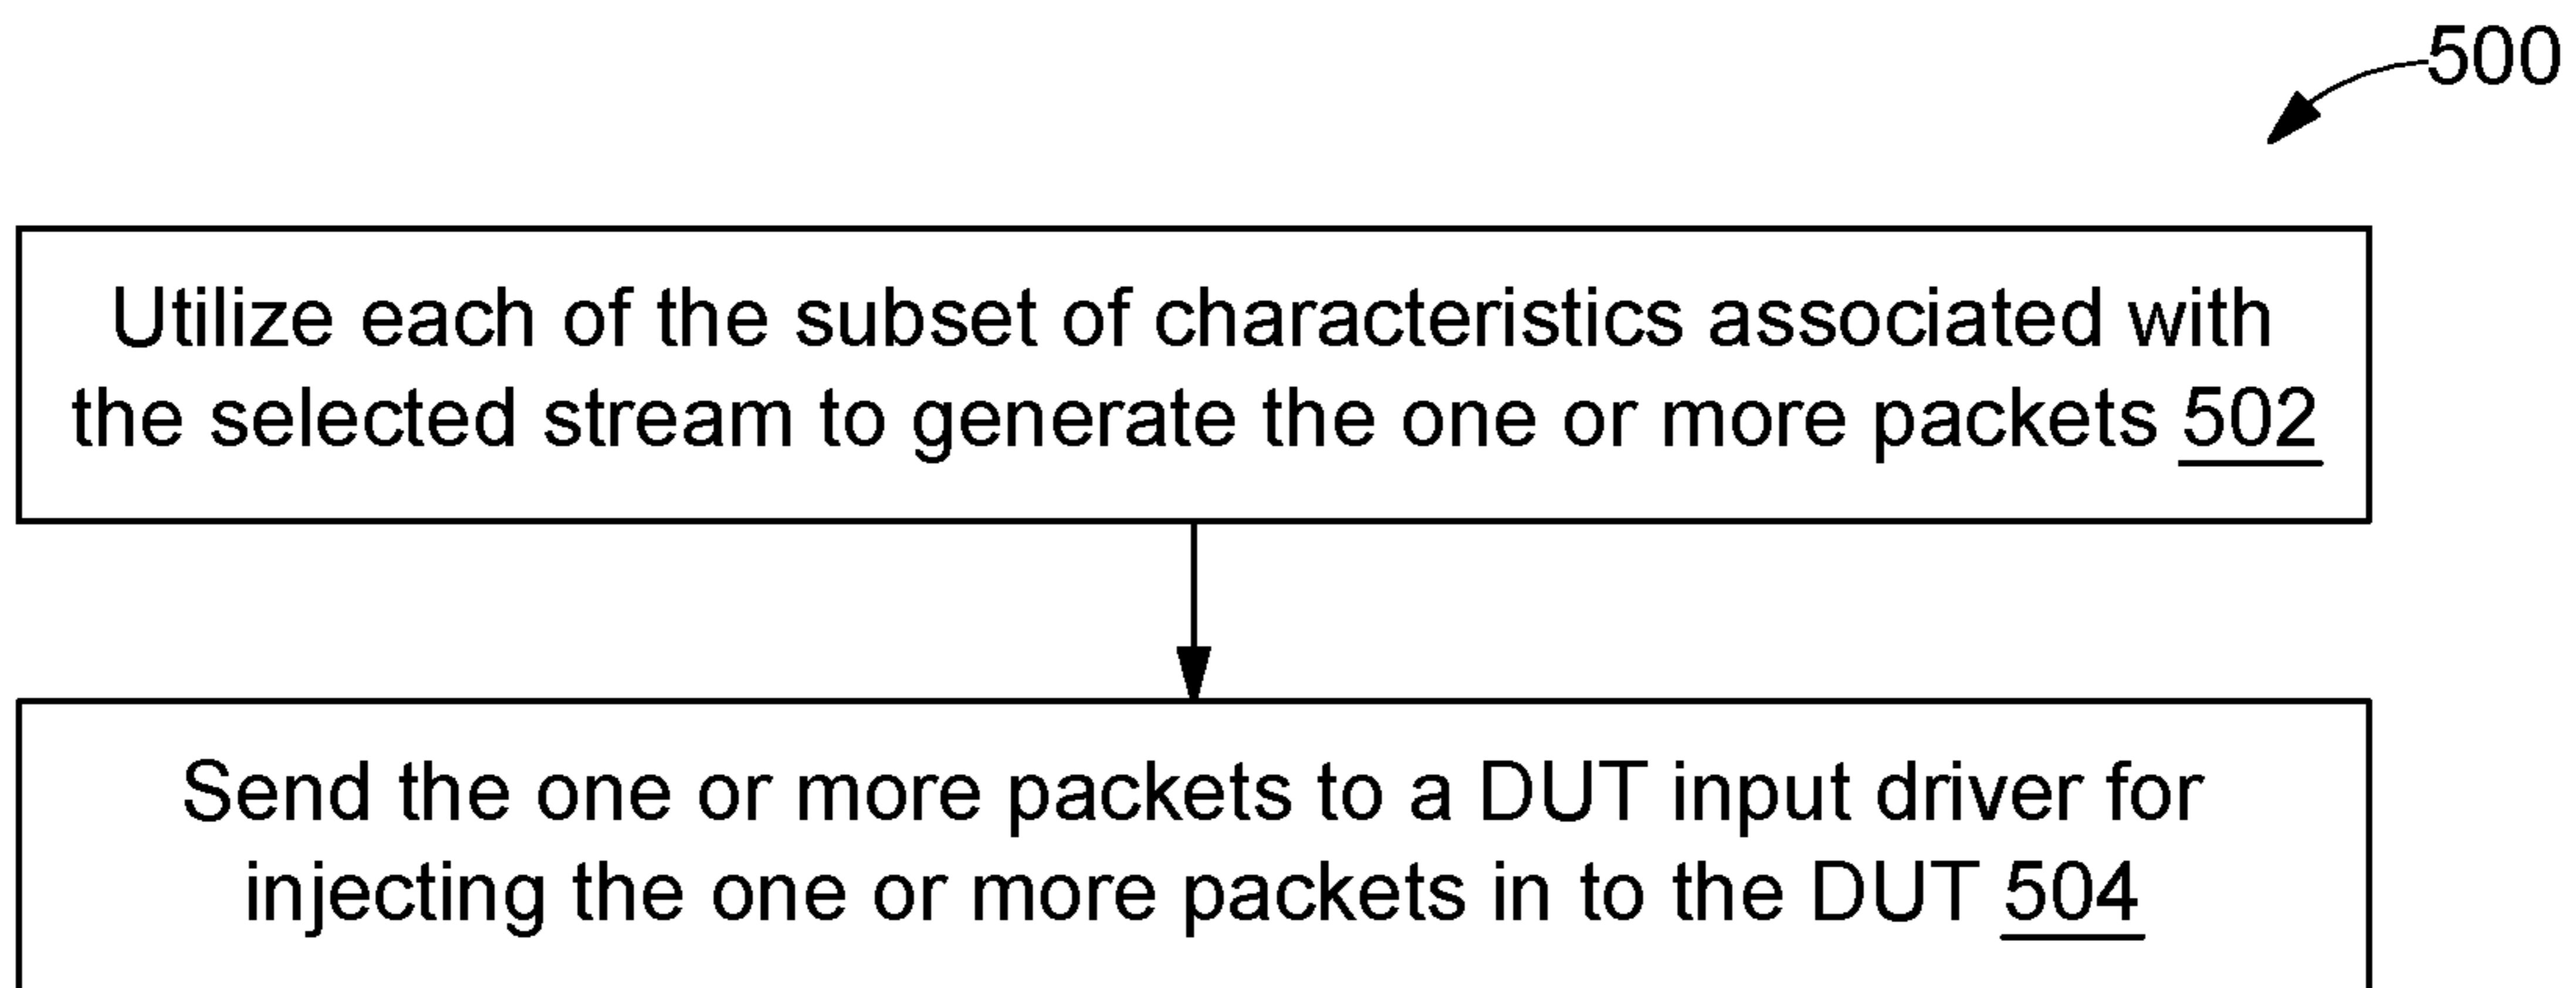 500
Utilize each of the subset of characteristics associated with
the selected stream to generate the one or more packets 502
Send the one or more packets to a DUT input driver for
injecting the one or more packets in to the DUT 504